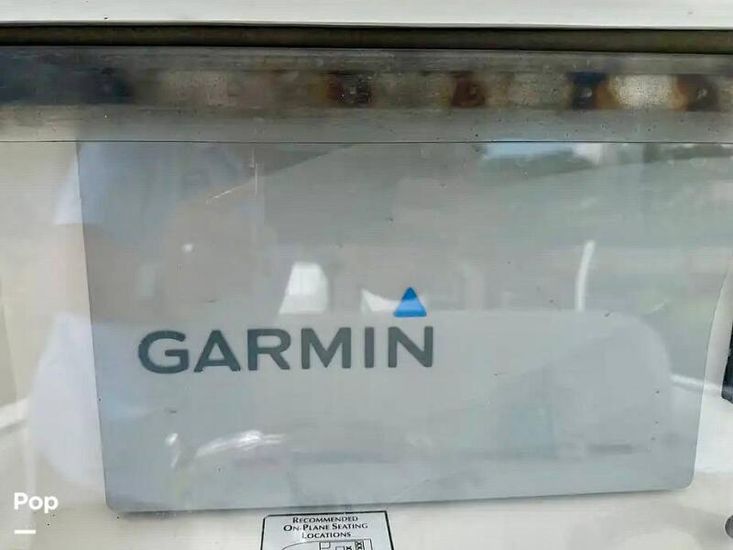 GARMIN
RECOMMENDED
ON-PLANE SEATING
LOCATIONS
Pop